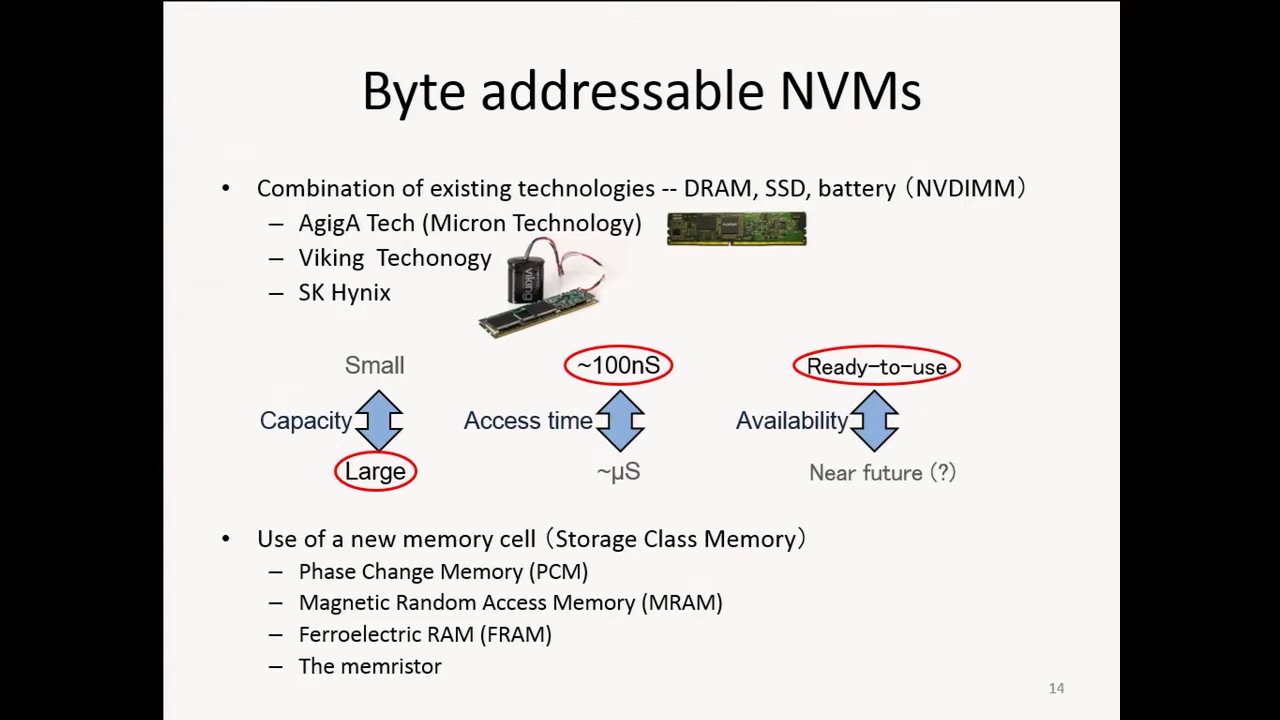 Byte addressable NVMs
• Combination of existing technologies -- DRAM, SSD, battery（NVDIMM）
– AgigA Tech (Micron Technology)
– Viking Techonogy
– SK Hynix
viking
Small ~100nS Ready-to-use
Capacity Access time Availability
Large ~µS Near future (?)
• Use of a new memory cell（Storage Class Memory）
– Phase Change Memory (PCM)
– Magnetic Random Access Memory (MRAM)
– Ferroelectric RAM (FRAM)
– The memristor
14